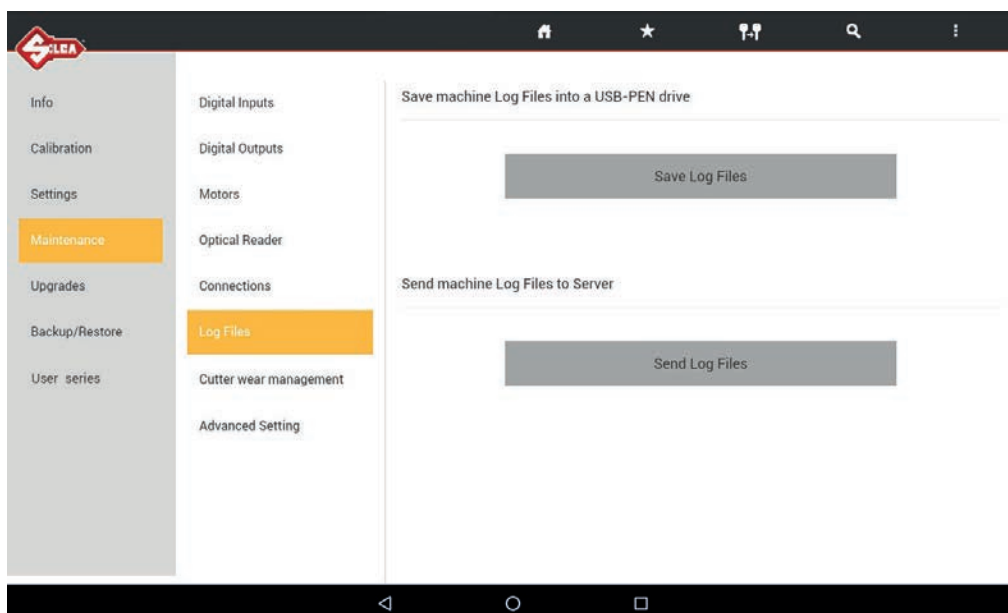 SILCA
Info
Calibration
Settings
Maintenance
Upgrades
Backup/Restore
User series
Digital Inputs
Digital Outputs
Motors
Optical Reader
Connections
Log Files
Cutter wear management
Advanced Setting
Save machine Log Files into a USB-PEN drive
Save Log Files
Send machine Log Files to Server
Send Log Files